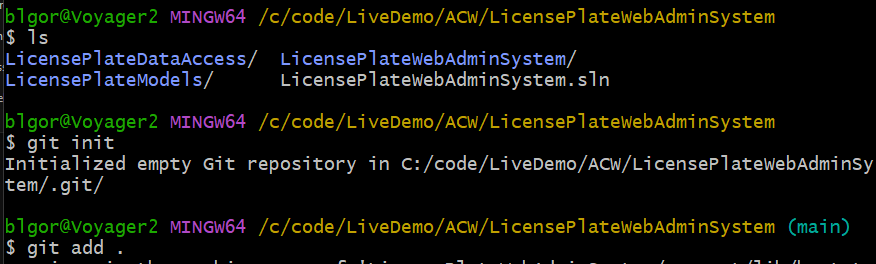 blgor@Voyager2 MINGW64 /c/code/LiveDemo/ACW/LicensePlateWebAdminSystem
$ ls
LicensePlateDataAccess/  LicensePlateWebAdminSystem/
LicensePlateModels/      LicensePlateWebAdminSystem.sln
blgor@Voyager2 MINGW64 /c/code/LiveDemo/ACW/LicensePlateWebAdminSystem
$ git init
Initialized empty Git repository in C:/code/LiveDemo/ACW/LicensePlateWebAdminSy
tem/.git/
blgor@Voyager2 MINGW64 /c/code/LiveDemo/ACW/LicensePlateWebAdminSystem (main)
$ git add .